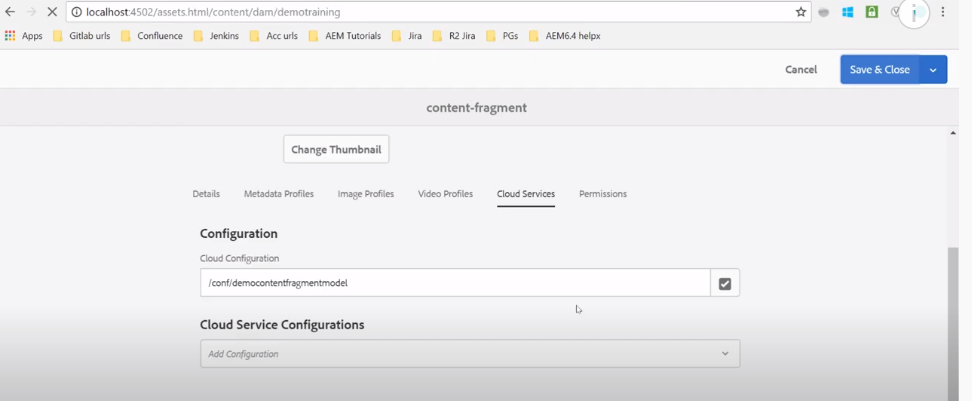 localhost:4502/assets.html/content/dam/demotraining
Apps Gitlab urls Confluence Jenkins Acc urls AEM Tutorials Jira R2 Jira PGs AEM6.4 helpx
Cancel Save & Close
content-fragment
Change Thumbnail
Details Metadata Profiles Image Profiles Video Profiles Cloud Services Permissions
Configuration
Cloud Configuration
/conf/democontentfragmentmodel
Cloud Service Configurations
Add Configuration